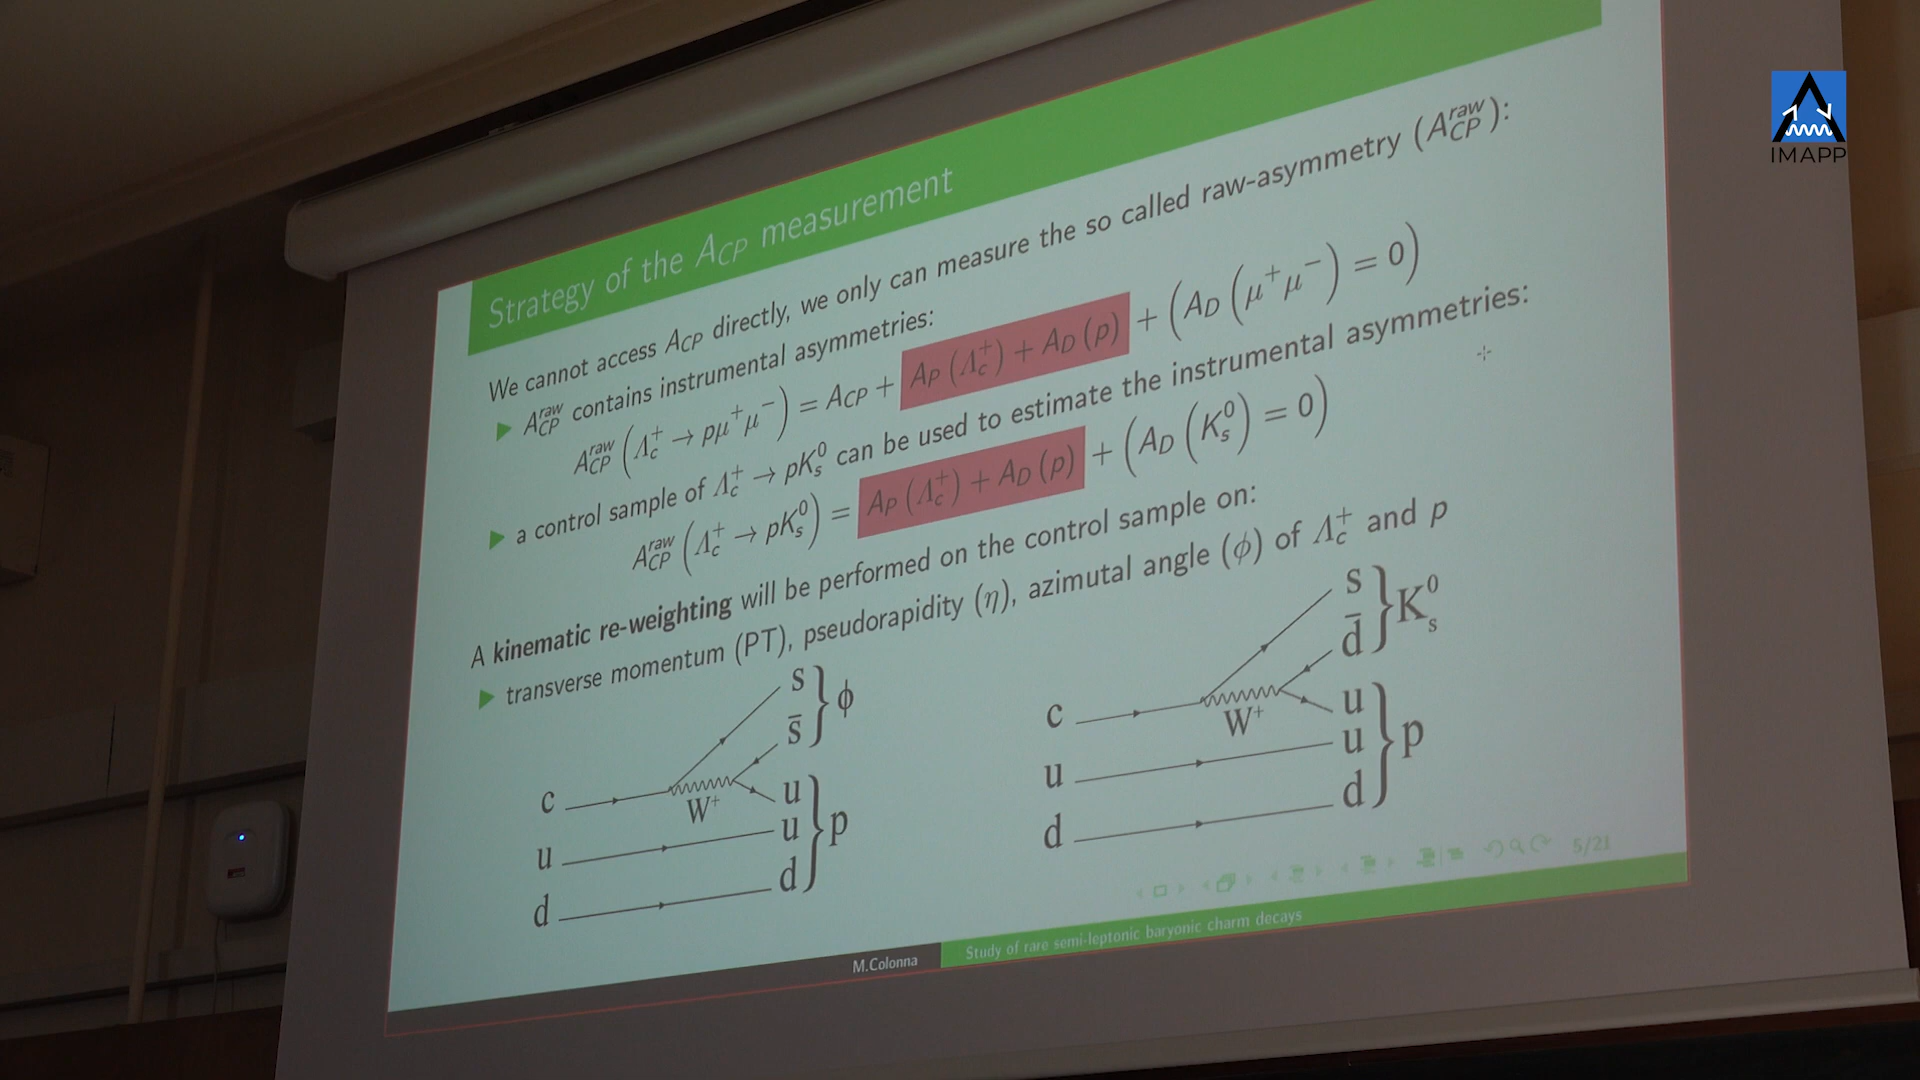 IMAPP
Strategy of the A_CP measurement
We cannot access A_CP directly, we only can measure the so called raw-asymmetry (A_CP^raw):
▶ A_CP^raw contains instrumental asymmetries:
A_CP^raw (Λ_c^+ → pμ^+μ^-) = A_CP + A_P (Λ_c^+) + A_D (p) + (A_D (μ^+μ^-) = 0)
▶ a control sample of Λ_c^+ → pK_s^0 can be used to estimate the instrumental asymmetries:
A_CP^raw (Λ_c^+ → pK_s^0) = A_P (Λ_c^+) + A_D (p) + (A_D (K_s^0) = 0)
A kinematic re-weighting will be performed on the control sample on:
▶ transverse momentum (PT), pseudorapidity (η), azimutal angle (ϕ) of Λ_c^+ and p
s
s̄
ϕ
c
W^+
u
u
u
p
d
d
s
d̄
K_s^0
c
W^+
u
u
u
p
d
d
5/21
M.Colonna
Study of rare semi-leptonic baryonic charm decays